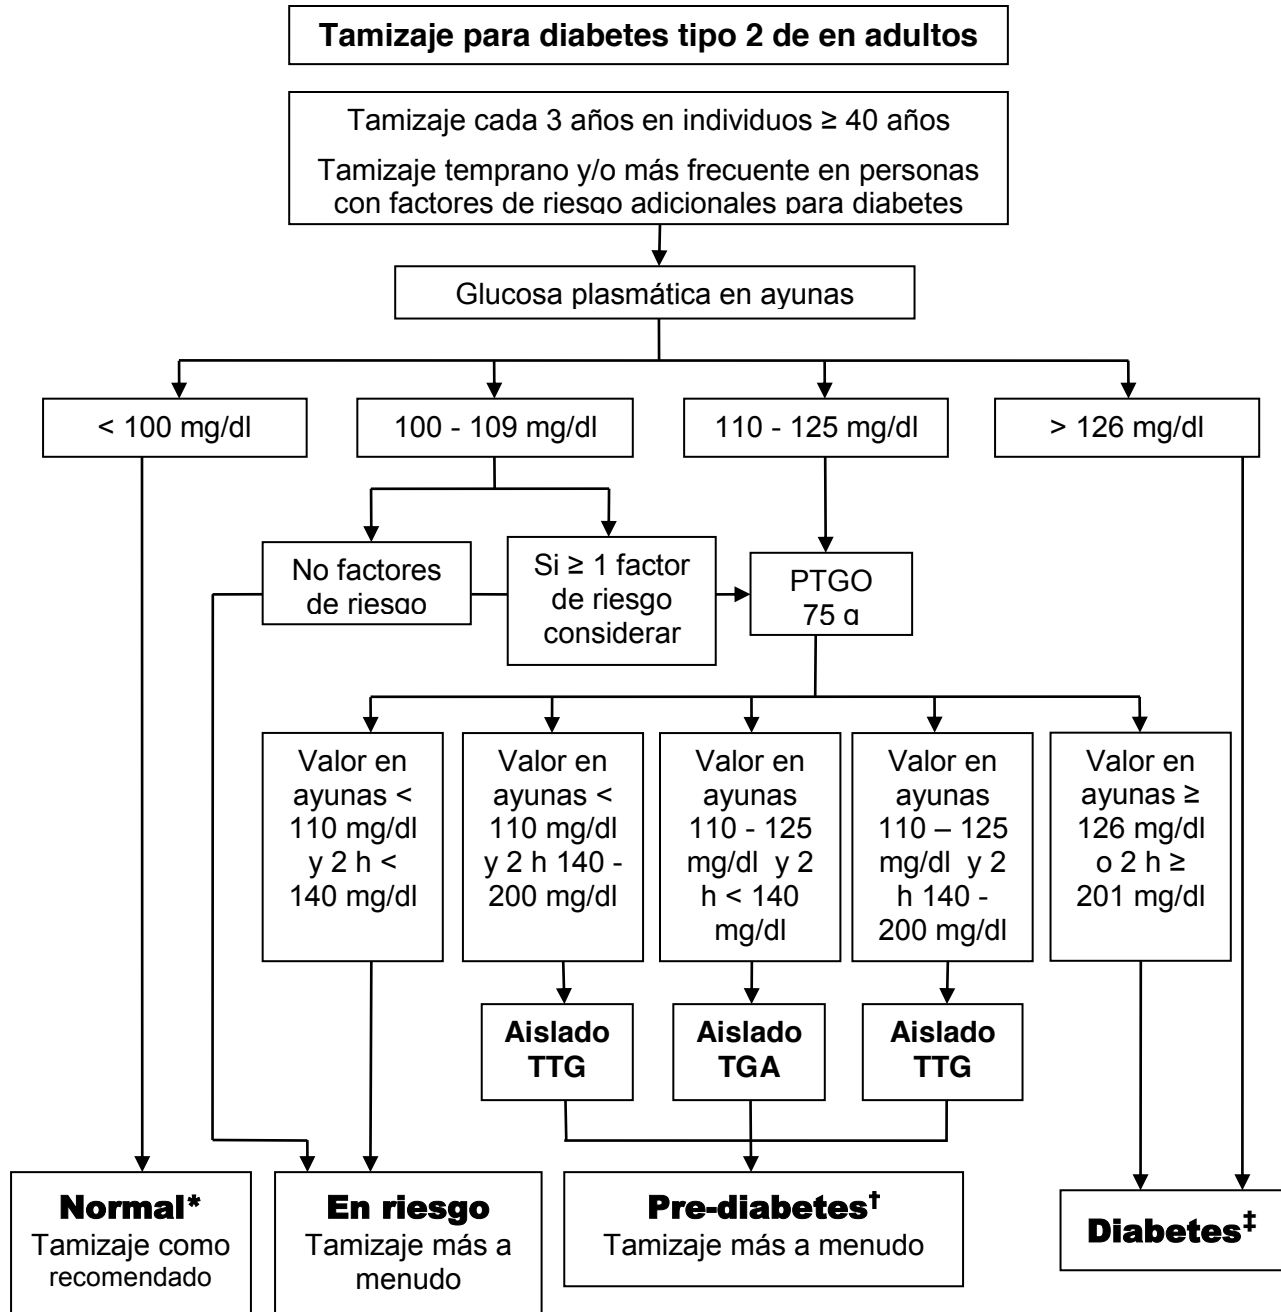 Tamizaje para diabetes tipo 2 de en adultos
Tamizaje cada 3 años en individuos ≥ 40 años
Tamizaje temprano y/o más frecuente en personas
con factores de riesgo adicionales para diabetes
Glucosa plasmática en ayunas
< 100 mg/dl
100 - 109 mg/dl
110 - 125 mg/dl
> 126 mg/dl
No factores
de riesgo
Si ≥ 1 factor
de riesgo
considerar
PTGO
75 g
Valor en
ayunas <
110 mg/dl
y 2 h <
140 mg/dl
Valor en
ayunas <
110 mg/dl
y 2 h 140 -
200 mg/dl
Valor en
ayunas
110 - 125
mg/dl y 2
h < 140
mg/dl
Valor en
ayunas
110 – 125
mg/dl y 2
h 140 -
200 mg/dl
Valor en
ayunas ≥
126 mg/dl
o 2 h ≥
201 mg/dl
Aislado
TTG
Aislado
TGA
Aislado
TTG
Normal*
Tamizaje como
recomendado
En riesgo
Tamizaje más a
menudo
Pre-diabetes†
Tamizaje más a menudo
Diabetes‡